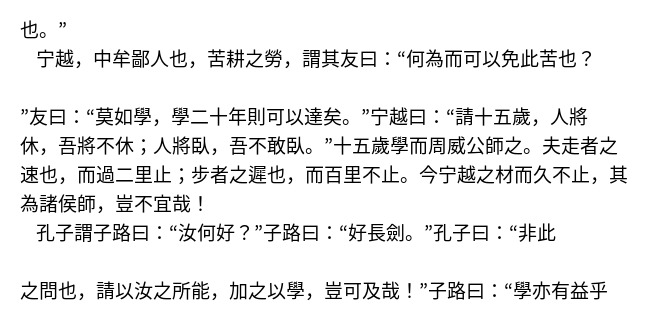 也。”
宁越，中牟鄙人也，苦耕之勞，謂其友曰：“何為而可以免此苦也？
”友曰：“莫如學，學二十年則可以達矣。”宁越曰：“請十五歲，人將
休，吾將不休；人將臥，吾不敢臥。”十五歲學而周威公師之。夫走者之
速也，而過二里止；步者之遲也，而百里不止。今宁越之材而久不止，其
為諸侯師，豈不宜哉！
孔子謂子路曰：“汝何好？”子路曰：“好長劍。”孔子曰：“非此
之問也，請以汝之所能，加之以學，豈可及哉！”子路曰：“學亦有益乎